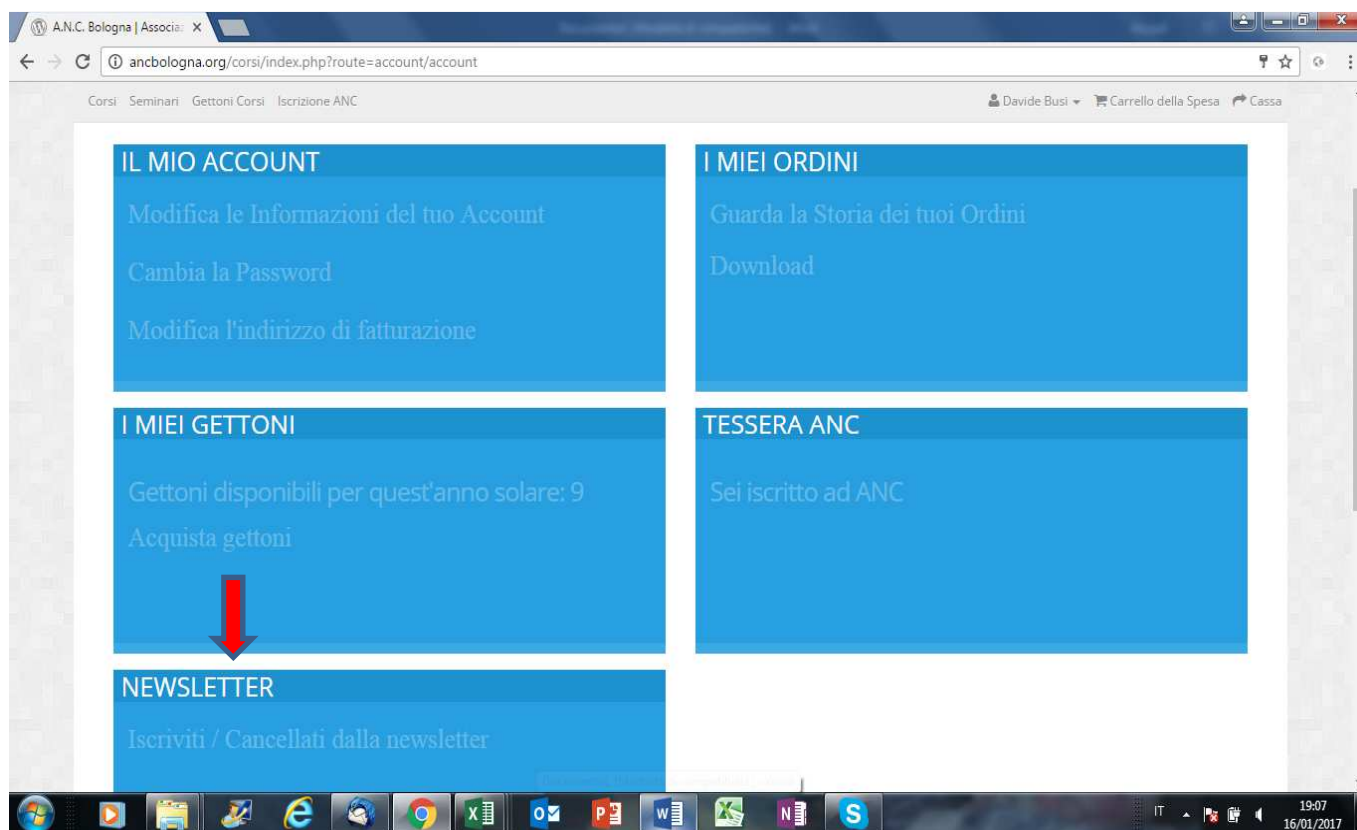 A.N.C. Bologna | Associa
ancbologna.org/corsi/index.php?route=account/account
Corsi Seminari Gettoni Corsi Iscrizione ANC Davide Busi Carrello della Spesa Cassa
IL MIO ACCOUNT
Modifica le Informazioni del tuo Account
Cambia la Password
Modifica l'indirizzo di fatturazione
I MIEI ORDINI
Guarda la Storia dei tuoi Ordini
Download
I MIEI GETTONI
Gettoni disponibili per quest'anno solare: 9
Acquista gettoni
TESSERA ANC
Sei iscritto ad ANC
NEWSLETTER
Iscriviti / Cancellati dalla newsletter
IT
19:07
16/01/2017